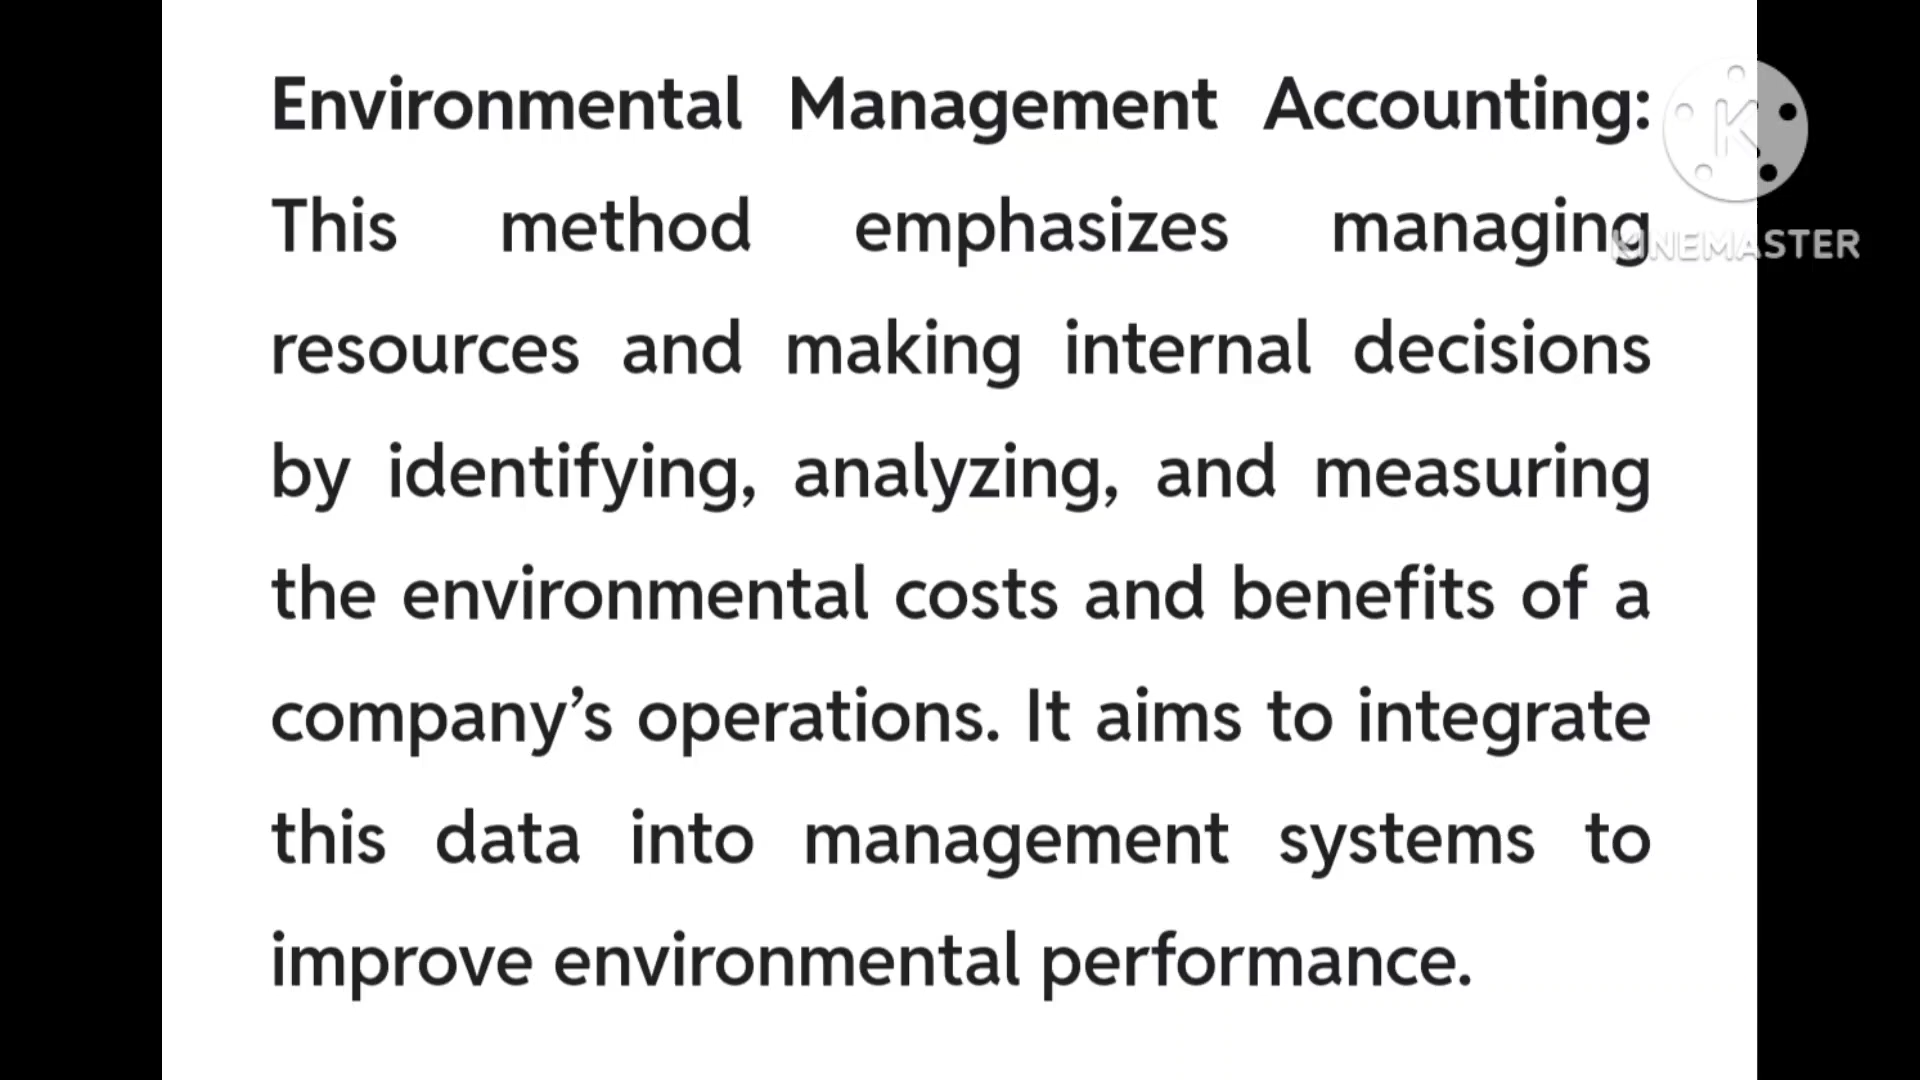 Environmental Management Accounting:
This method emphasizes managing
resources and making internal decisions
by identifying, analyzing, and measuring
the environmental costs and benefits of a
company’s operations. It aims to integrate
this data into management systems to
improve environmental performance.
K
KINEMASTER